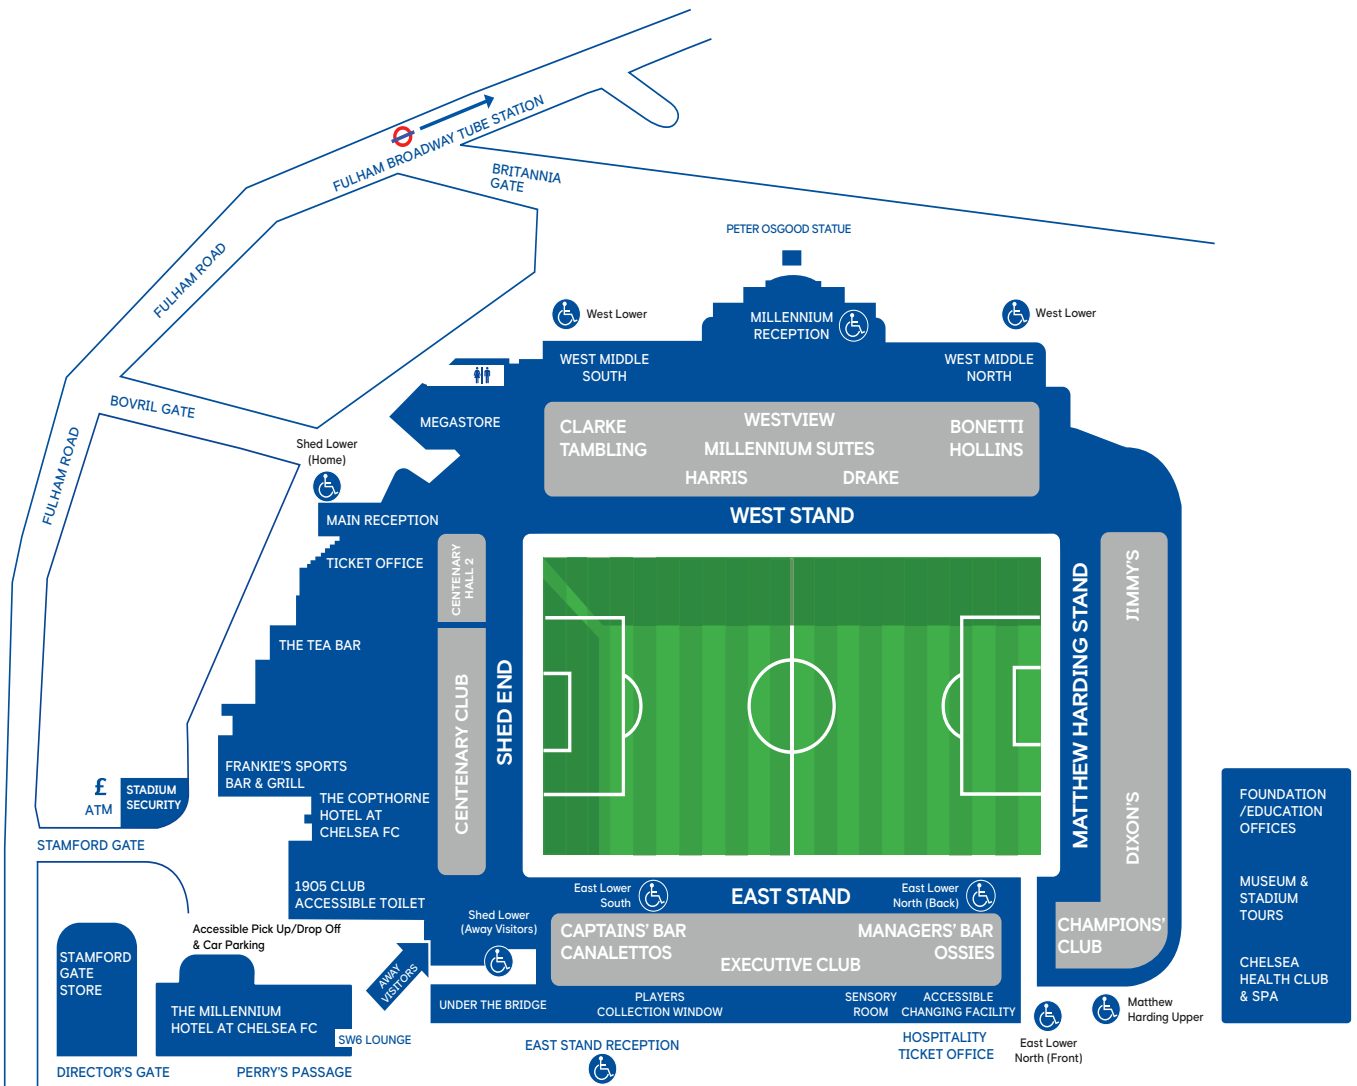 FULHAM BROADWAY TUBE STATION
BRITANNIA
GATE
FULHAM ROAD
PETER OSGOOD STATUE
West Lower
MILLENNIUM
RECEPTION
West Lower
WEST MIDDLE
SOUTH
WEST MIDDLE
NORTH
BOVRIL GATE
MEGASTORE
FULHAM ROAD
Shed Lower
(Home)
CLARKE
TAMBLING
WESTVIEW
MILLENNIUM SUITES
HARRIS
DRAKE
BONETTI
HOLLINS
WEST STAND
MAIN RECEPTION
TICKET OFFICE
CENTENARY
HALL 2
THE TEA BAR
CENTENARY CLUB
SHED END
MATTHEW HARDING STAND
JIMMY'S
DIXON'S
FRANKIE'S SPORTS
BAR & GRILL
THE COPTHORNE
HOTEL AT
CHELSEA FC
£
ATM
STADIUM
SECURITY
STAMFORD GATE
1905 CLUB
ACCESSIBLE TOILET
East Lower
South
EAST STAND
East Lower
North (Back)
Shed Lower
(Away Visitors)
CAPTAINS' BAR
CANALETTOS
EXECUTIVE CLUB
MANAGERS' BAR
OSSIES
CHAMPIONS'
CLUB
FOUNDATION
/EDUCATION
OFFICES
MUSEUM &
STADIUM
TOURS
CHELSEA
HEALTH CLUB
& SPA
Accessible Pick Up/Drop Off
& Car Parking
STAMFORD
GATE
STORE
AWAY
VISITORS
THE MILLENNIUM
HOTEL AT CHELSEA FC
SW6 LOUNGE
UNDER THE BRIDGE
PLAYERS
COLLECTION WINDOW
SENSORY
ROOM
ACCESSIBLE
CHANGING FACILITY
HOSPITALITY
TICKET OFFICE
EAST STAND RECEPTION
East Lower
North (Front)
Matthew
Harding Upper
DIRECTOR'S GATE
PERRY'S PASSAGE